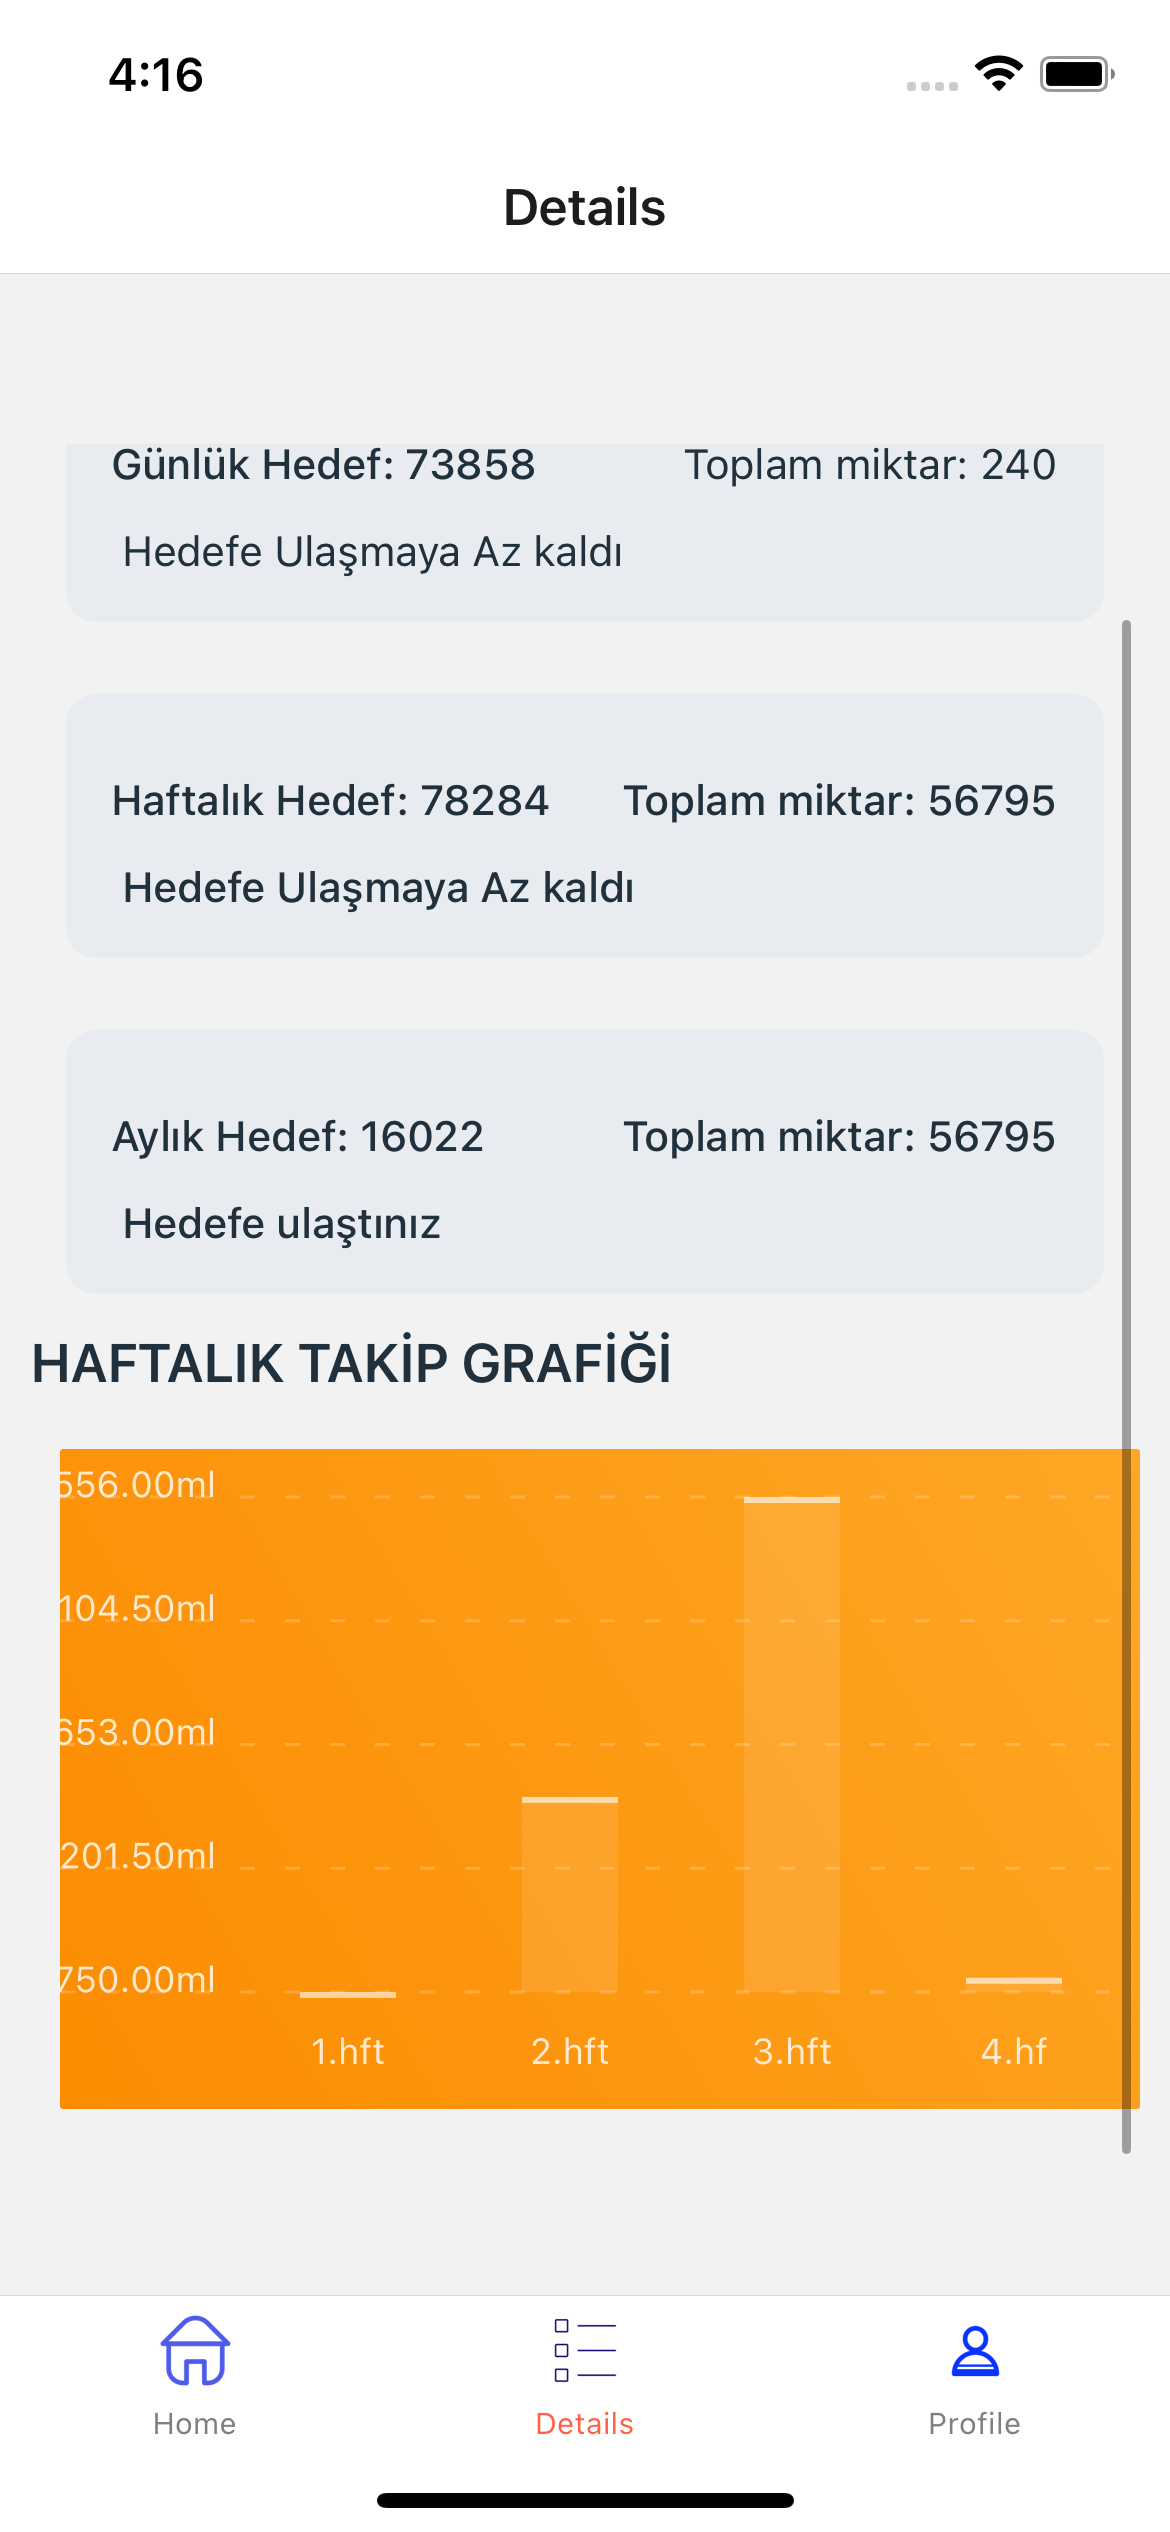 4:16
Details
Günlük Hedef: 73858
Toplam miktar: 240
Hedefe Ulaşmaya Az kaldı
Haftalık Hedef: 78284
Toplam miktar: 56795
Hedefe Ulaşmaya Az kaldı
Aylık Hedef: 16022
Toplam miktar: 56795
Hedefe ulaştınız
HAFTALIK TAKİP GRAFİĞİ
556.00ml
104.50ml
653.00ml
201.50ml
750.00ml
1.hft
2.hft
3.hft
4.hf
Home
Details
Profile